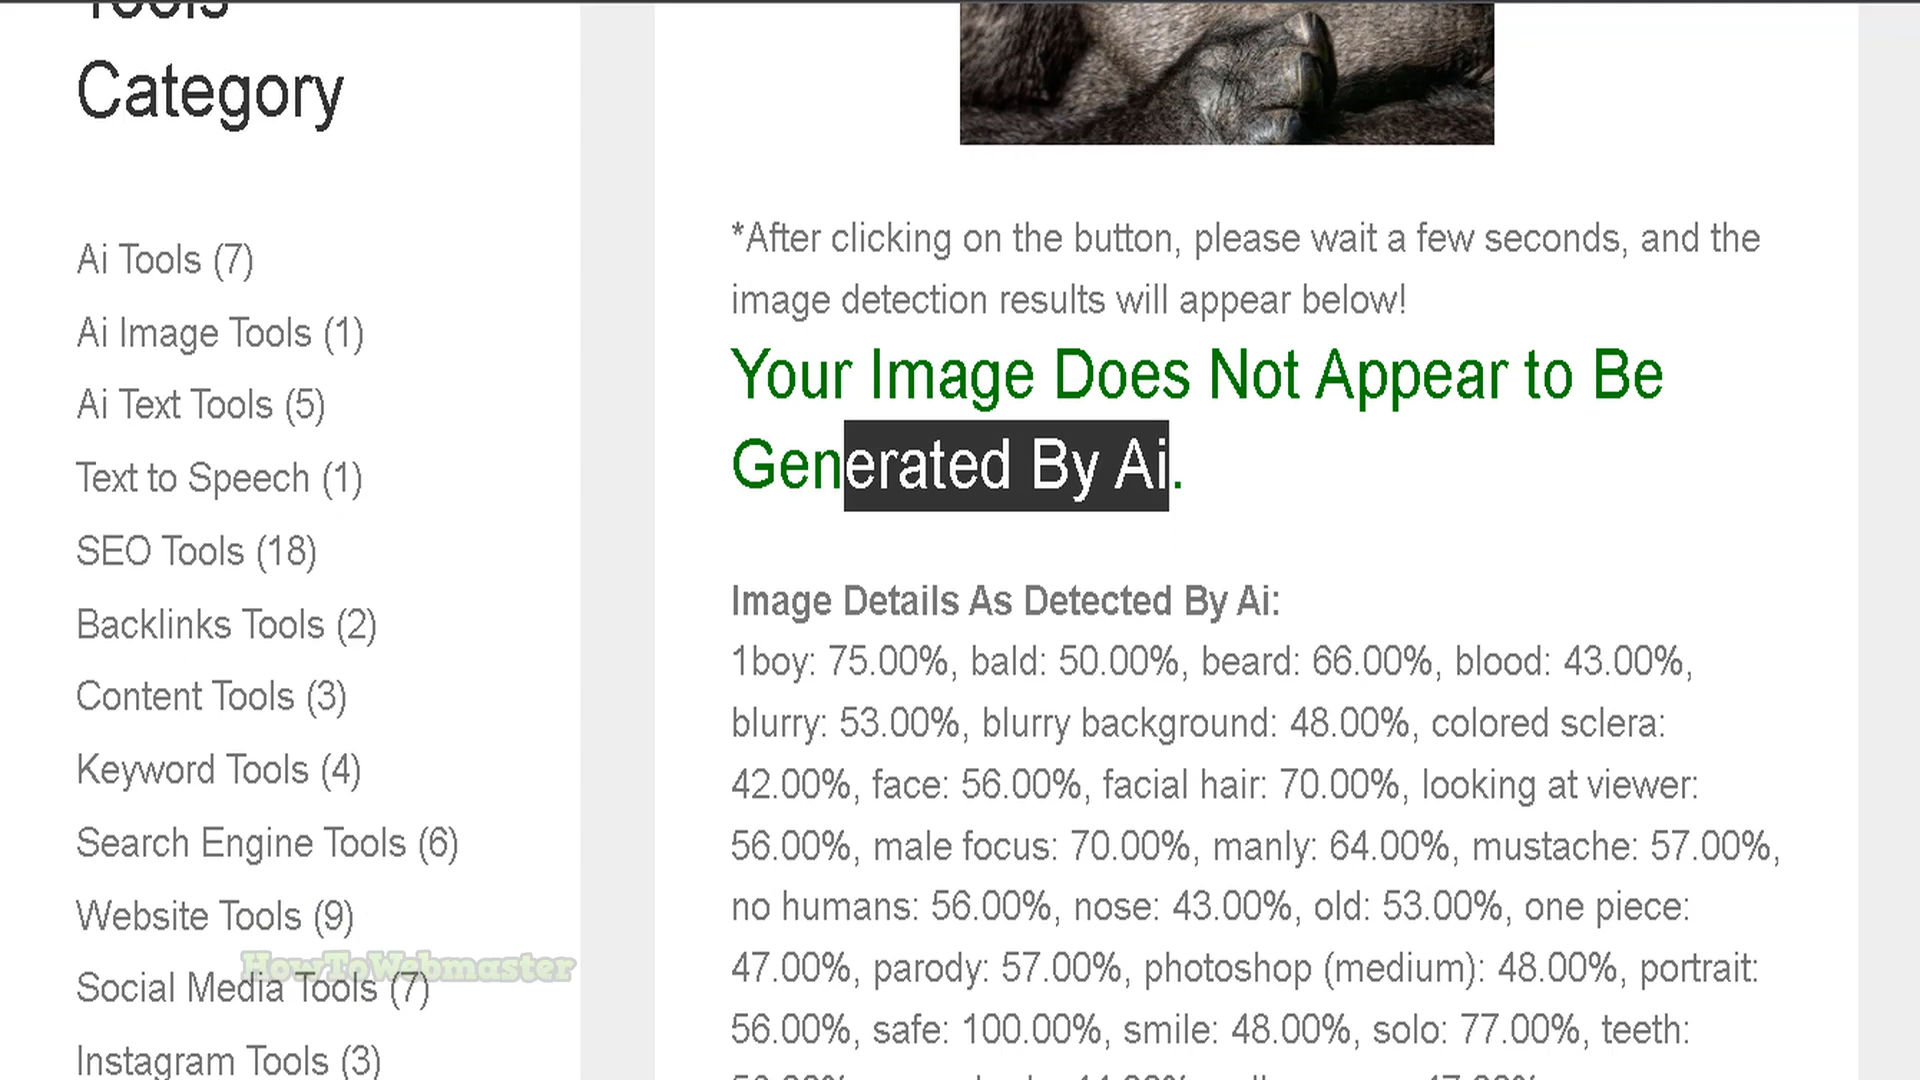 Tools
Category
Ai Tools (7)
Ai Image Tools (1)
Ai Text Tools (5)
Text to Speech (1)
SEO Tools (18)
Backlinks Tools (2)
Content Tools (3)
Keyword Tools (4)
Search Engine Tools (6)
Website Tools (9)
HowToWebmaster
Social Media Tools (7)
Instagram Tools (3)
*After clicking on the button, please wait a few seconds, and the
image detection results will appear below!
Your Image Does Not Appear to Be
Generated By Ai.
Image Details As Detected By Ai:
1boy: 75.00%, bald: 50.00%, beard: 66.00%, blood: 43.00%,
blurry: 53.00%, blurry background: 48.00%, colored sclera:
42.00%, face: 56.00%, facial hair: 70.00%, looking at viewer:
56.00%, male focus: 70.00%, manly: 64.00%, mustache: 57.00%,
no humans: 56.00%, nose: 43.00%, old: 53.00%, one piece:
47.00%, parody: 57.00%, photoshop (medium): 48.00%, portrait:
56.00%, safe: 100.00%, smile: 48.00%, solo: 77.00%, teeth: